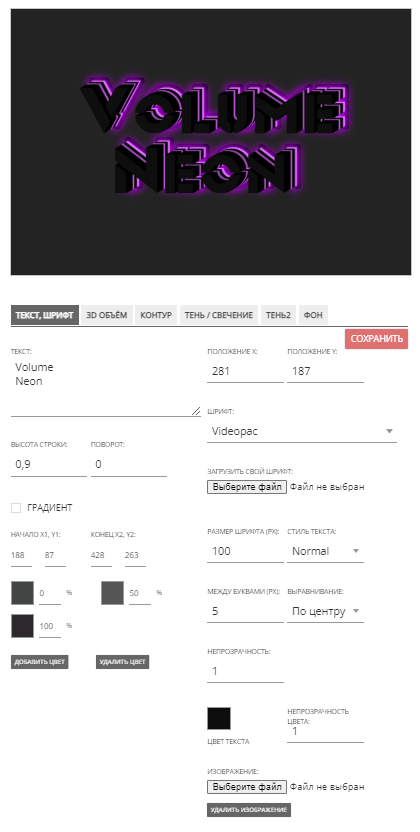 Volume
Neon
ТЕКСТ, ШРИФТ 3D ОБЪЁМ КОНТУР ТЕНЬ / СВЕЧЕНИЕ ТЕНЬ2 ФОН
СОХРАНИТЬ
ТЕКСТ:
Volume
Neon
ПОЛОЖЕНИЕ X: ПОЛОЖЕНИЕ Y:
281 187
ШРИФТ:
Videopac
ВЫСОТА СТРОКИ: ПОВОРОТ:
0,9 0
ЗАГРУЗИТЬ СВОЙ ШРИФТ:
Выберите файл Файл не выбран
ГРАДИЕНТ
НАЧАЛО X1, Y1: КОНЕЦ X2, Y2:
188 87 428 263
0 % 50 %
100 %
ДОБАВИТЬ ЦВЕТ УДАЛИТЬ ЦВЕТ
РАЗМЕР ШРИФТА (PX): СТИЛЬ ТЕКСТА:
100 Normal
МЕЖДУ БУКВАМИ (PX): ВЫРАВНИВАНИЕ:
5 По центру
НЕПРОЗРАЧНОСТЬ:
1
ЦВЕТ ТЕКСТА
НЕПРОЗРАЧНОСТЬ
ЦВЕТА:
1
ИЗОБРАЖЕНИЕ:
Выберите файл Файл не выбран
УДАЛИТЬ ИЗОБРАЖЕНИЕ